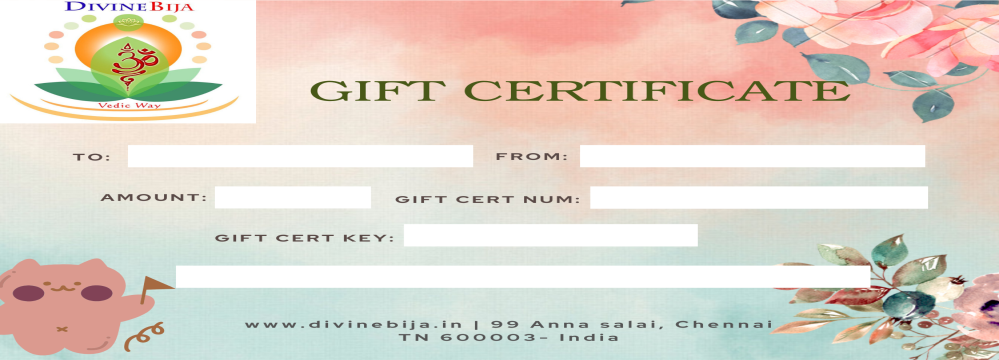 DIVINEBIJA
ॐ
Vedic Way
GIFT CERTIFICATE
TO: FROM:
AMOUNT: GIFT CERT NUM:
GIFT CERT KEY:
www.divinebija.in | 99 Anna salai, Chennai
TN 600003- India